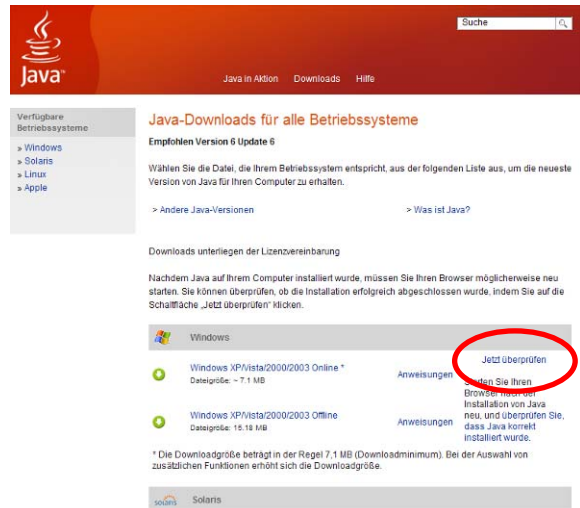 Suche
Java
Java in Aktion Downloads Hilfe
Verfügbare
Betriebssysteme
» Windows
» Solaris
» Linux
» Apple
Java-Downloads für alle Betriebssysteme
Empfohlen Version 6 Update 6
Wählen Sie die Datei, die Ihrem Betriebssystem entspricht, aus der folgenden Liste aus, um die neueste
Version von Java für Ihren Computer zu erhalten.
> Andere Java-Versionen > Was ist Java?
Downloads unterliegen der Lizenzvereinbarung
Nachdem Java auf Ihrem Computer installiert wurde, müssen Sie Ihren Browser möglicherweise neu
starten. Sie können überprüfen, ob die Installation erfolgreich abgeschlossen wurde, indem Sie auf die
Schaltfläche „Jetzt überprüfen" klicken.
Windows
Windows XP/Vista/2000/2003 Online *
Dateigröße: ~ 7.1 MB
Anweisungen
Windows XP/Vista/2000/2003 Offline
Dateigröße: 15.18 MB
Anweisungen
Jetzt überprüfen
Sie Ihren
Browser nach der
Installation von Java
neu, und überprüfen Sie,
dass Java korrekt
installiert wurde.
* Die Downloadgröße beträgt in der Regel 7,1 MB (Downloadminimum). Bei der Auswahl von
zusätzlichen Funktionen erhöht sich die Downloadgröße.
solaris Solaris